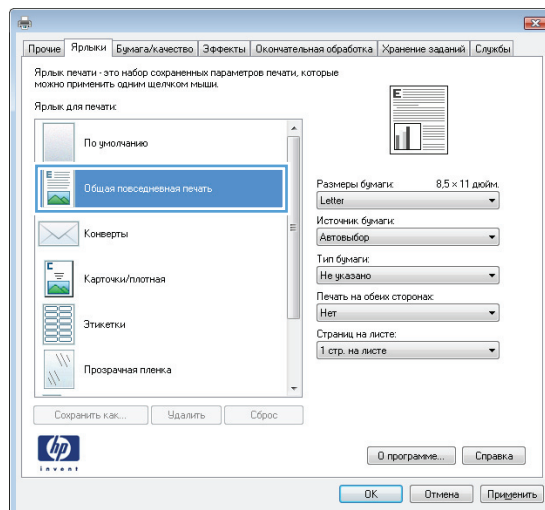 Прочие Ярлыки Бумага/качество Эффекты Окончательная обработка Хранение заданий Службы
Ярлык печати - это набор сохраненных параметров печати, которые
можно применить одним щелчком мыши.
Ярлык для печати:
По умолчанию
Общая повседневная печать
Конверты
Карточки/плотная
Этикетки
Прозрачная пленка
Сохранить как... Удалить Сброс
E
Размеры бумаги: 8,5 × 11 дюйм.
Letter
Источник бумаги:
Автовыбор
Тип бумаги:
Не указано
Печать на обеих сторонах:
Нет
Страниц на листе:
1 стр. на листе
hp
invent
О программе... Справка
OK Отмена Применить